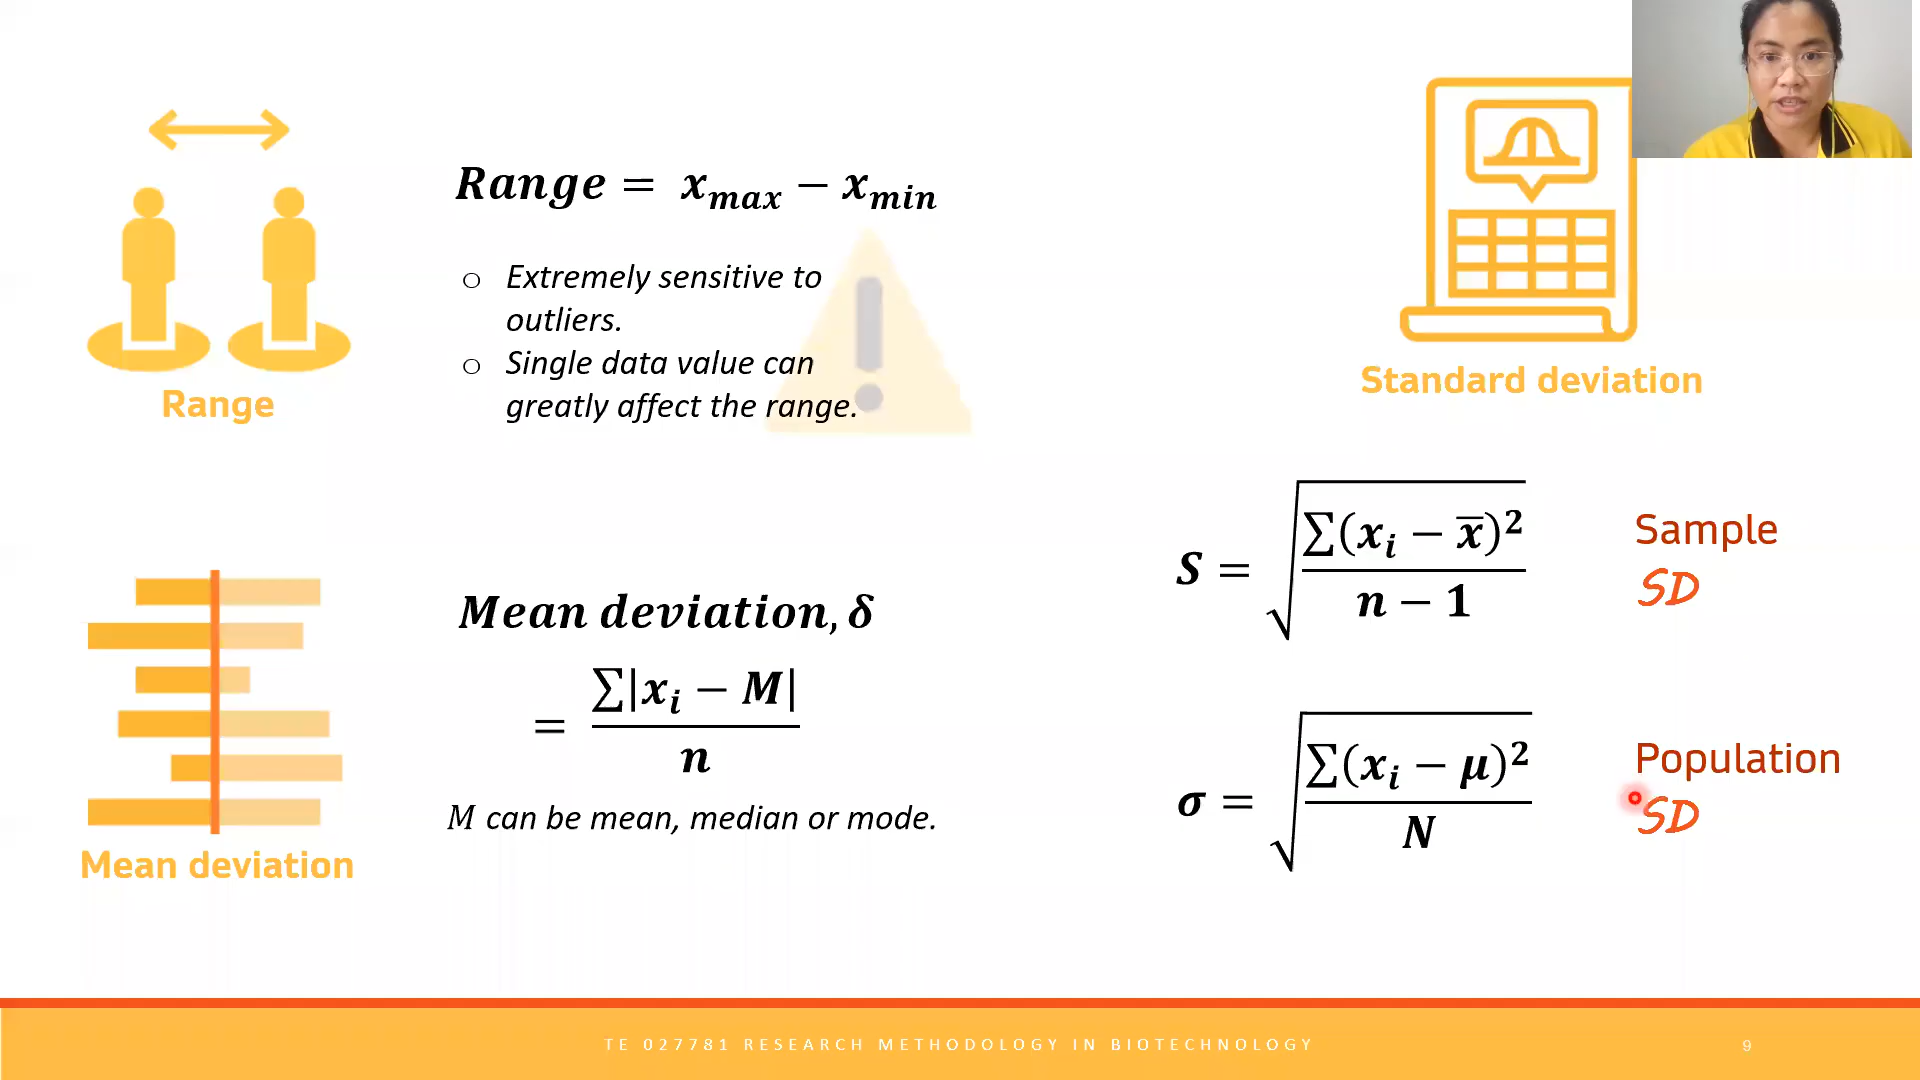 Range = x_max − x_min
○ Extremely sensitive to
outliers.
○ Single data value can
greatly affect the range.
Range
Standard deviation
S = √(∑(x_i − x̄)² / (n − 1))
Sample
SD
Mean deviation, δ
= ∑|x_i − M| / n
M can be mean, median or mode.
Mean deviation
σ = √(∑(x_i − μ)² / N)
Population
SD
TE 027781 RESEARCH METHODOLOGY IN BIOTECHNOLOGY
9